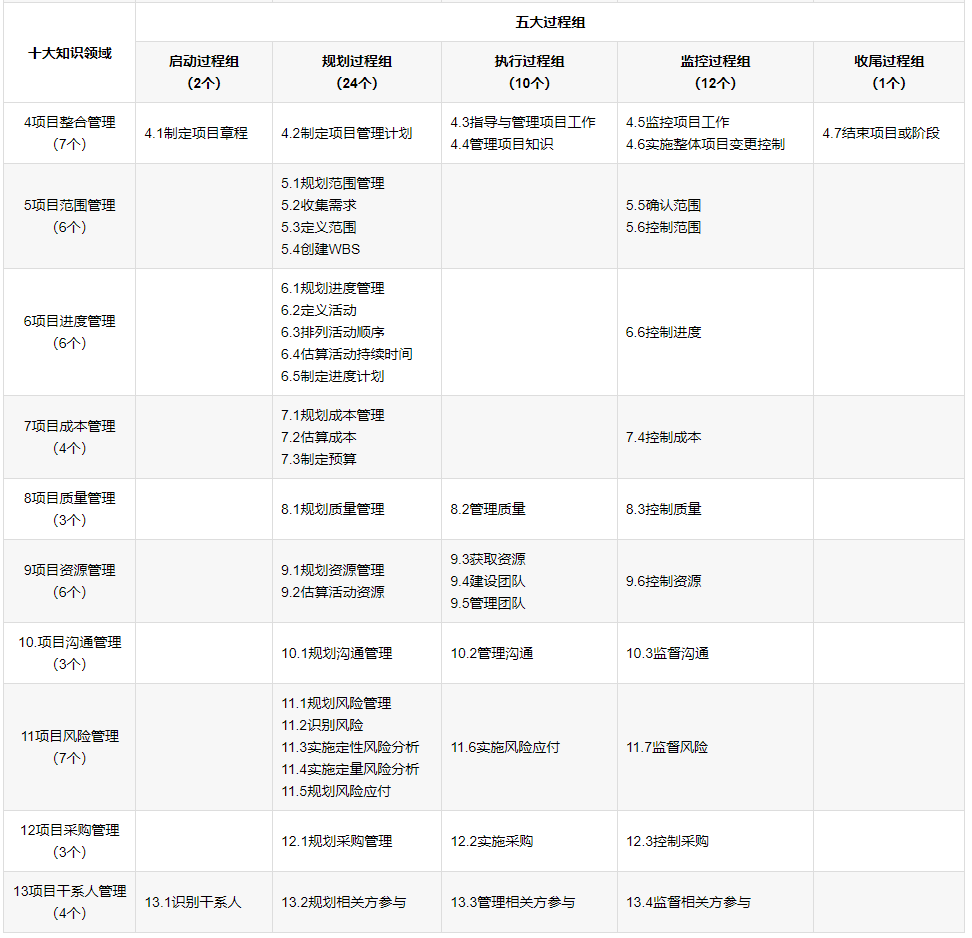 十大知识领域
五大过程组
启动过程组
（2个）
规划过程组
（24个）
执行过程组
（10个）
监控过程组
（12个）
收尾过程组
（1个）
4项目整合管理
（7个）
4.1制定项目章程
4.2制定项目管理计划
4.3指导与管理项目工作
4.4管理项目知识
4.5监控项目工作
4.6实施整体项目变更控制
4.7结束项目或阶段
5项目范围管理
（6个）
5.1规划范围管理
5.2收集需求
5.3定义范围
5.4创建WBS
5.5确认范围
5.6控制范围
6项目进度管理
（6个）
6.1规划进度管理
6.2定义活动
6.3排列活动顺序
6.4估算活动持续时间
6.5制定进度计划
6.6控制进度
7项目成本管理
（4个）
7.1规划成本管理
7.2估算成本
7.3制定预算
7.4控制成本
8项目质量管理
（3个）
8.1规划质量管理
8.2管理质量
8.3控制质量
9项目资源管理
（6个）
9.1规划资源管理
9.2估算活动资源
9.3获取资源
9.4建设团队
9.5管理团队
9.6控制资源
10.项目沟通管理
（3个）
10.1规划沟通管理
10.2管理沟通
10.3监督沟通
11项目风险管理
（7个）
11.1规划风险管理
11.2识别风险
11.3实施定性风险分析
11.4实施定量风险分析
11.5规划风险应付
11.6实施风险应付
11.7监督风险
12项目采购管理
（3个）
12.1规划采购管理
12.2实施采购
12.3控制采购
13项目干系人管理
（4个）
13.1识别干系人
13.2规划相关方参与
13.3管理相关方参与
13.4监督相关方参与